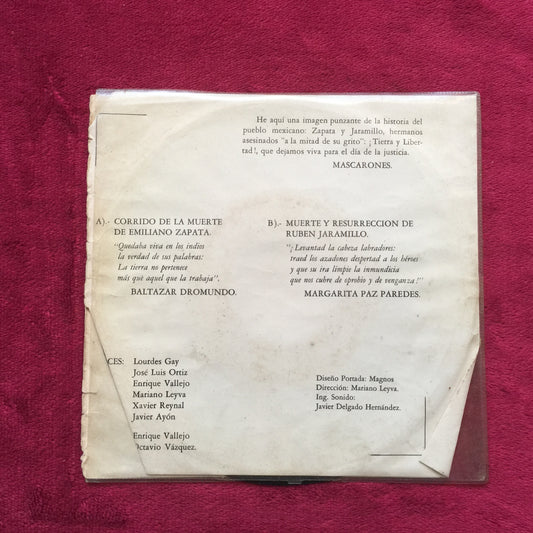 He aquí una imagen punzante de la historia del
pueblo mexicano: Zapata y Jaramillo, hermanos
asesinados "a la mitad de su grito": ¡Tierra y Liber-
tad!, que dejamos viva para el día de la justicia.
MASCARONES.
A).- CORRIDO DE LA MUERTE
DE EMILIANO ZAPATA.
"Quedaba viva en los indios
la verdad de sus palabras:
La tierra no pertenece
más qué aquel que la trabaja".
BALTAZAR DROMUNDO.
B).- MUERTE Y RESURRECCION DE
RUBEN JARAMILLO.
"¡Levantad la cabeza labradores:
traed los azadones despertad a los héroes
y que su ira limpie la inmundicia
que nos cubre de oprobio y de venganza!"
MARGARITA PAZ PAREDES.
CES: Lourdes Gay
José Luis Ortiz
Enrique Vallejo
Mariano Leyva
Xavier Reynal
Javier Ayón
Enrique Vallejo
Octavio Vázquez.
Diseño Portada: Magnos
Dirección: Mariano Leyva.
Ing. Sonido:
Javier Delgado Hernández.